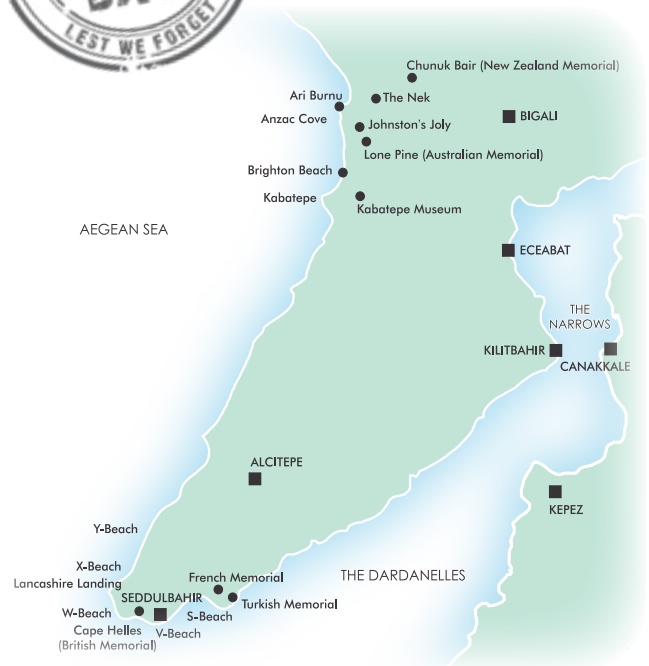 LEST WE FORGET
Chunuk Bair (New Zealand Memorial)
Ari Burnu
The Nek
Anzac Cove
BIGALI
Johnston's Joly
Lone Pine (Australian Memorial)
Brighton Beach
Kabatepe
Kabatepe Museum
AEGEAN SEA
ECEABAT
THE
NARROWS
KILITBAHIR
CANAKKALE
ALCITEPE
KEPEZ
Y-Beach
X-Beach
Lancashire Landing
French Memorial
THE DARDANELLES
SEDDULBAHIR
Turkish Memorial
W-Beach
S-Beach
Cape Helles
(British Memorial)
V-Beach